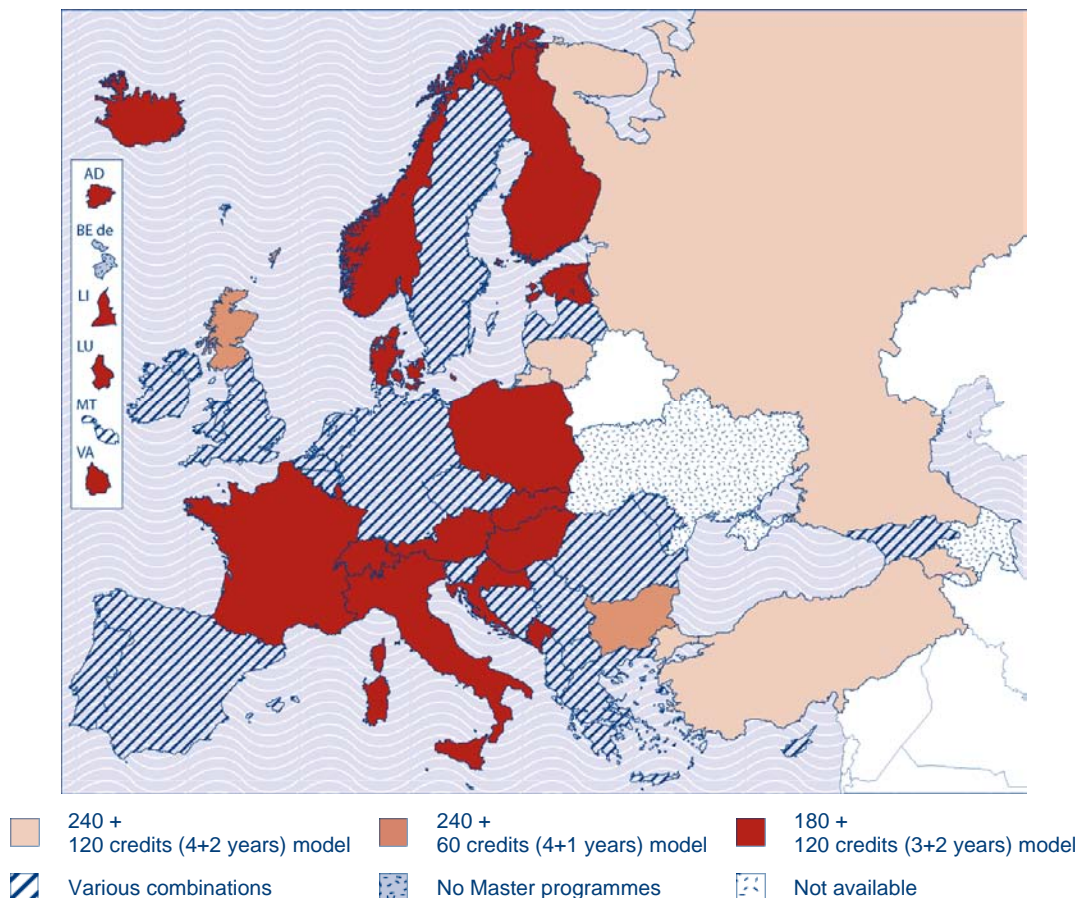 AD
BE de
LI
LU
MT
VA
240 +
120 credits (4+2 years) model
240 +
60 credits (4+1 years) model
180 +
120 credits (3+2 years) model
Various combinations
No Master programmes
Not available